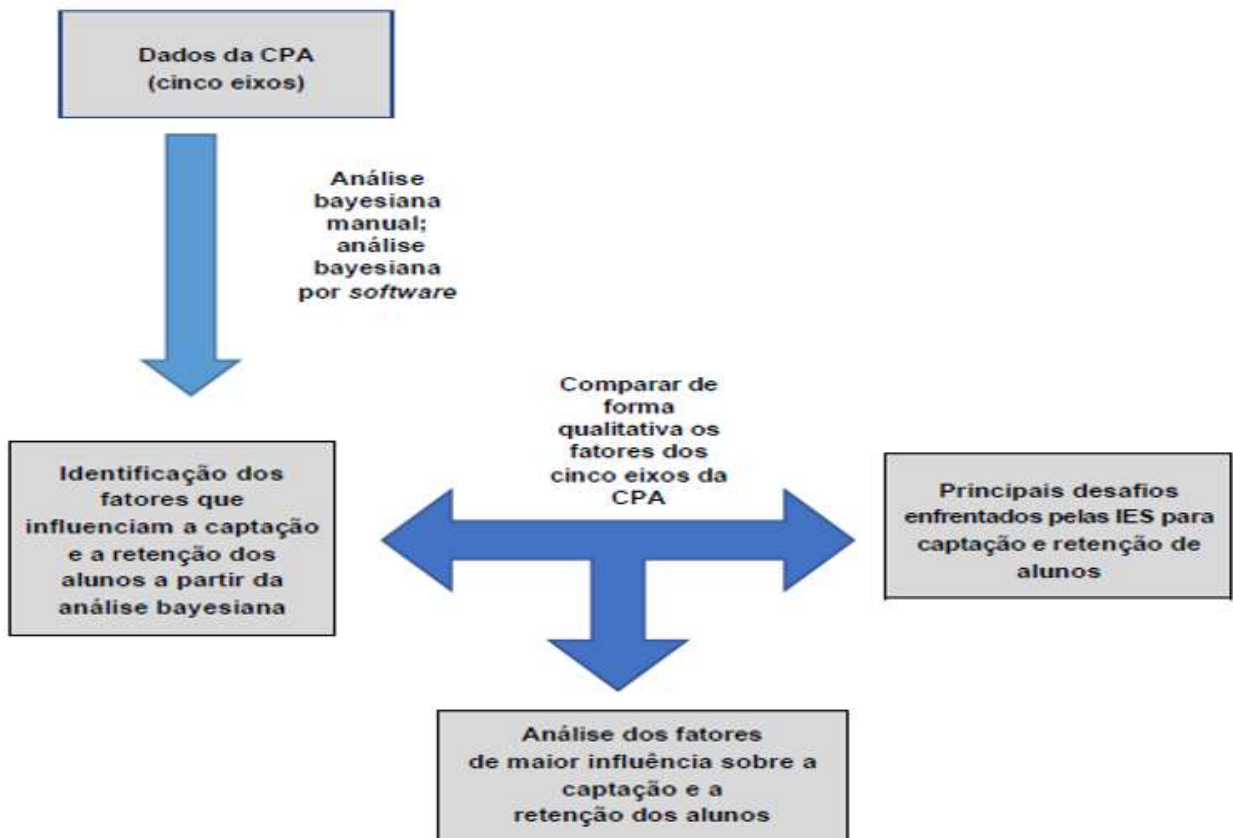 Dados da CPA
(cinco eixos)
Análise
bayesiana
manual;
análise
bayesiana
por software
Comparar de
forma
qualitativa os
fatores dos
cinco eixos da
CPA
Identificação dos
fatores que
influenciam a captação
e a retenção dos
alunos a partir da
análise bayesiana
Principais desafios
enfrentados pelas IES para
captação e retenção de
alunos
Análise dos fatores
de maior influência sobre a
captação e a
retenção dos alunos